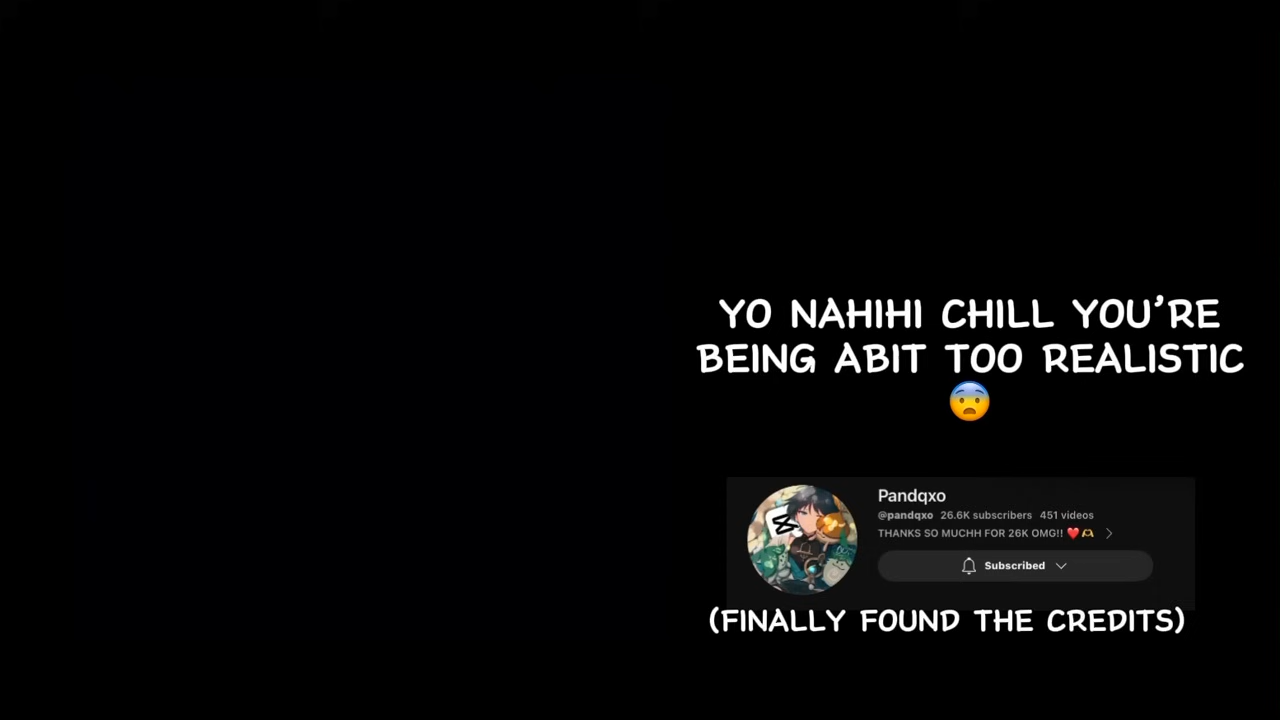 YO NAHIHI CHILL YOU’RE
BEING ABIT TOO REALISTIC
😨
Pandqxo
@pandqxo 26.6K subscribers 451 videos
THANKS SO MUCHH FOR 26K OMG!! ❤️🫶
Subscribed
(FINALLY FOUND THE CREDITS)